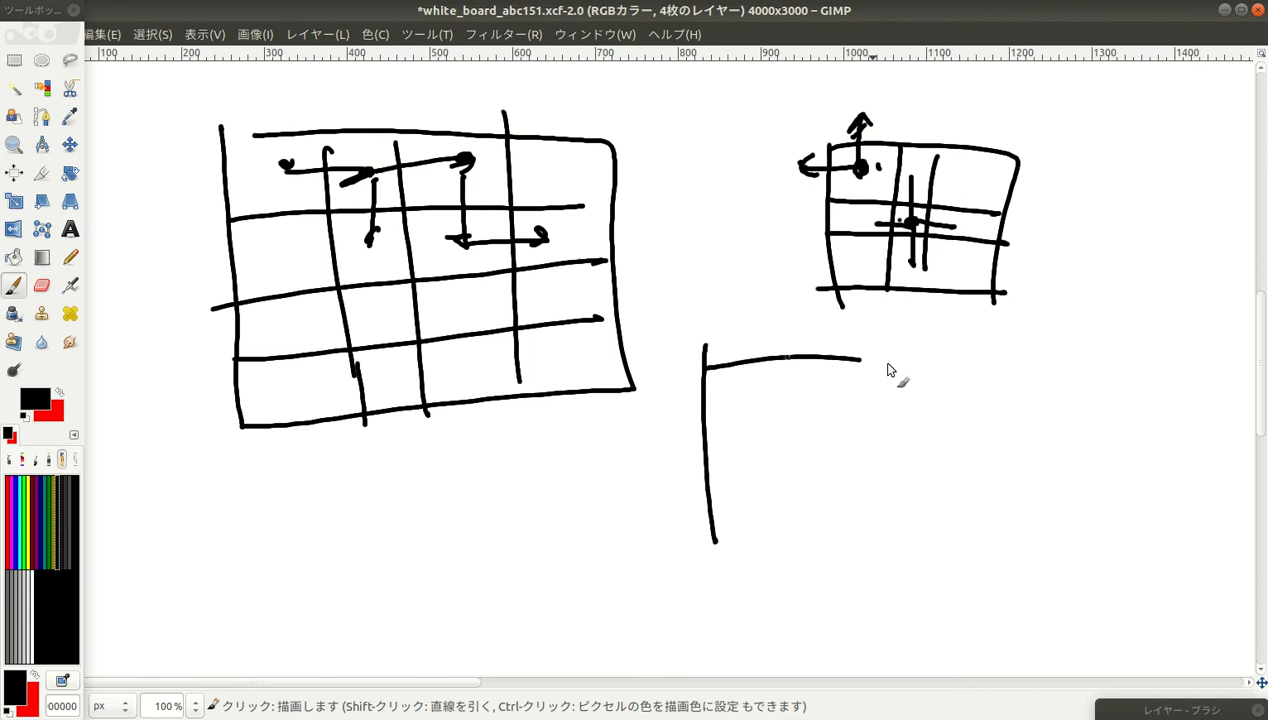 ツールボッ...
*white_board_abc151.xcf-2.0 (RGBカラー, 4枚のレイヤー) 4000x3000 – GIMP
編集(E) 選択(S) 表示(V) 画像(I) レイヤー(L) 色(C) ツール(T) フィルター(R) ウィンドウ(W) ヘルプ(H)
100 200 300 400 500 600 700 800 900 1000 1100 1200 1300 1400
00000 px 100% クリック: 描画します (Shift-クリック: 直線を引く, Ctrl-クリック: ピクセルの色を描画色に設定 もできます)
レイヤー - ブラシ